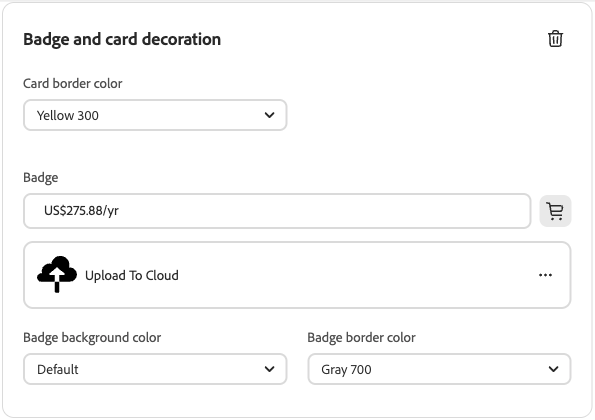 Badge and card decoration
Card border color
Yellow 300
Badge
US$275.88/yr
Upload To Cloud
Badge background color
Badge border color
Default
Gray 700